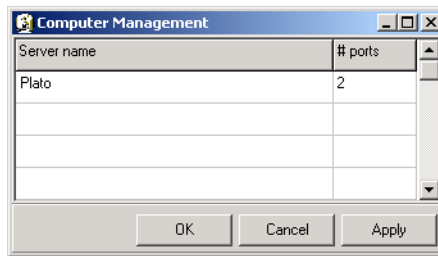 Computer Management
Server name # ports
Plato 2
OK Cancel Apply